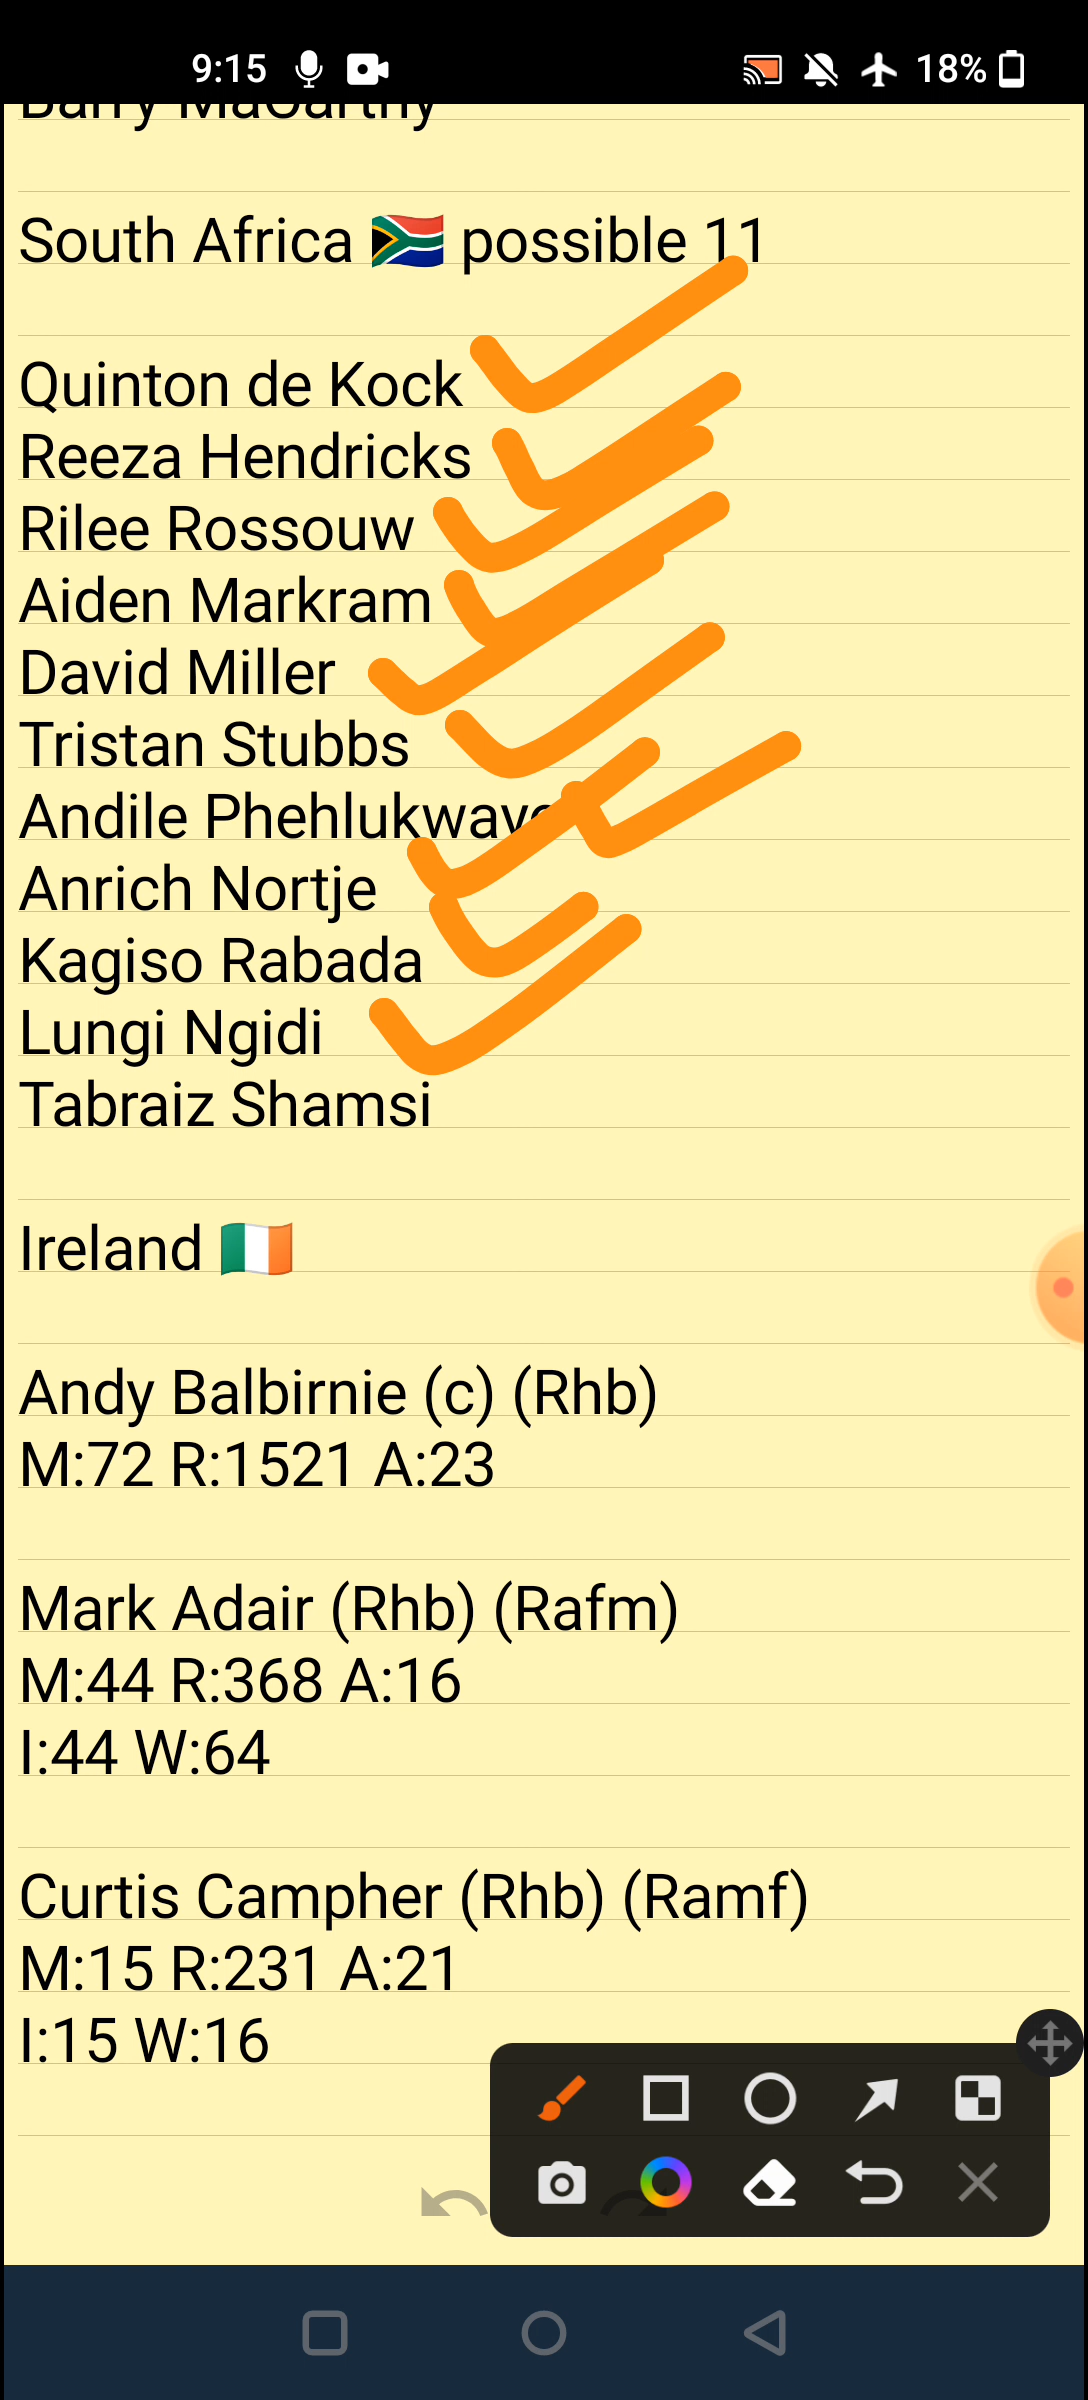 9:15 18%
South Africa 🇿🇦 possible 11
Quinton de Kock
Reeza Hendricks
Rilee Rossouw
Aiden Markram
David Miller
Tristan Stubbs
Andile
Anrich Nortje
Kagiso Rabada
Lungi Ngidi
Tabraiz Shamsi
Ireland 🇮🇪
Andy Balbirnie (c) (Rhb)
M:72 R:1521 A:23
Mark Adair (Rhb) (Rafm)
M:44 R:368 A:16
I:44 W:64
Curtis Campher (Rhb) (Ramf)
M:15 R:231 A:21
I:15 W:16